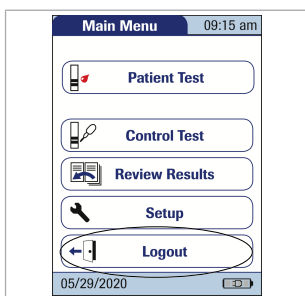 Main Menu 09:15 am
Patient Test
Control Test
Review Results
Setup
Logout
05/29/2020